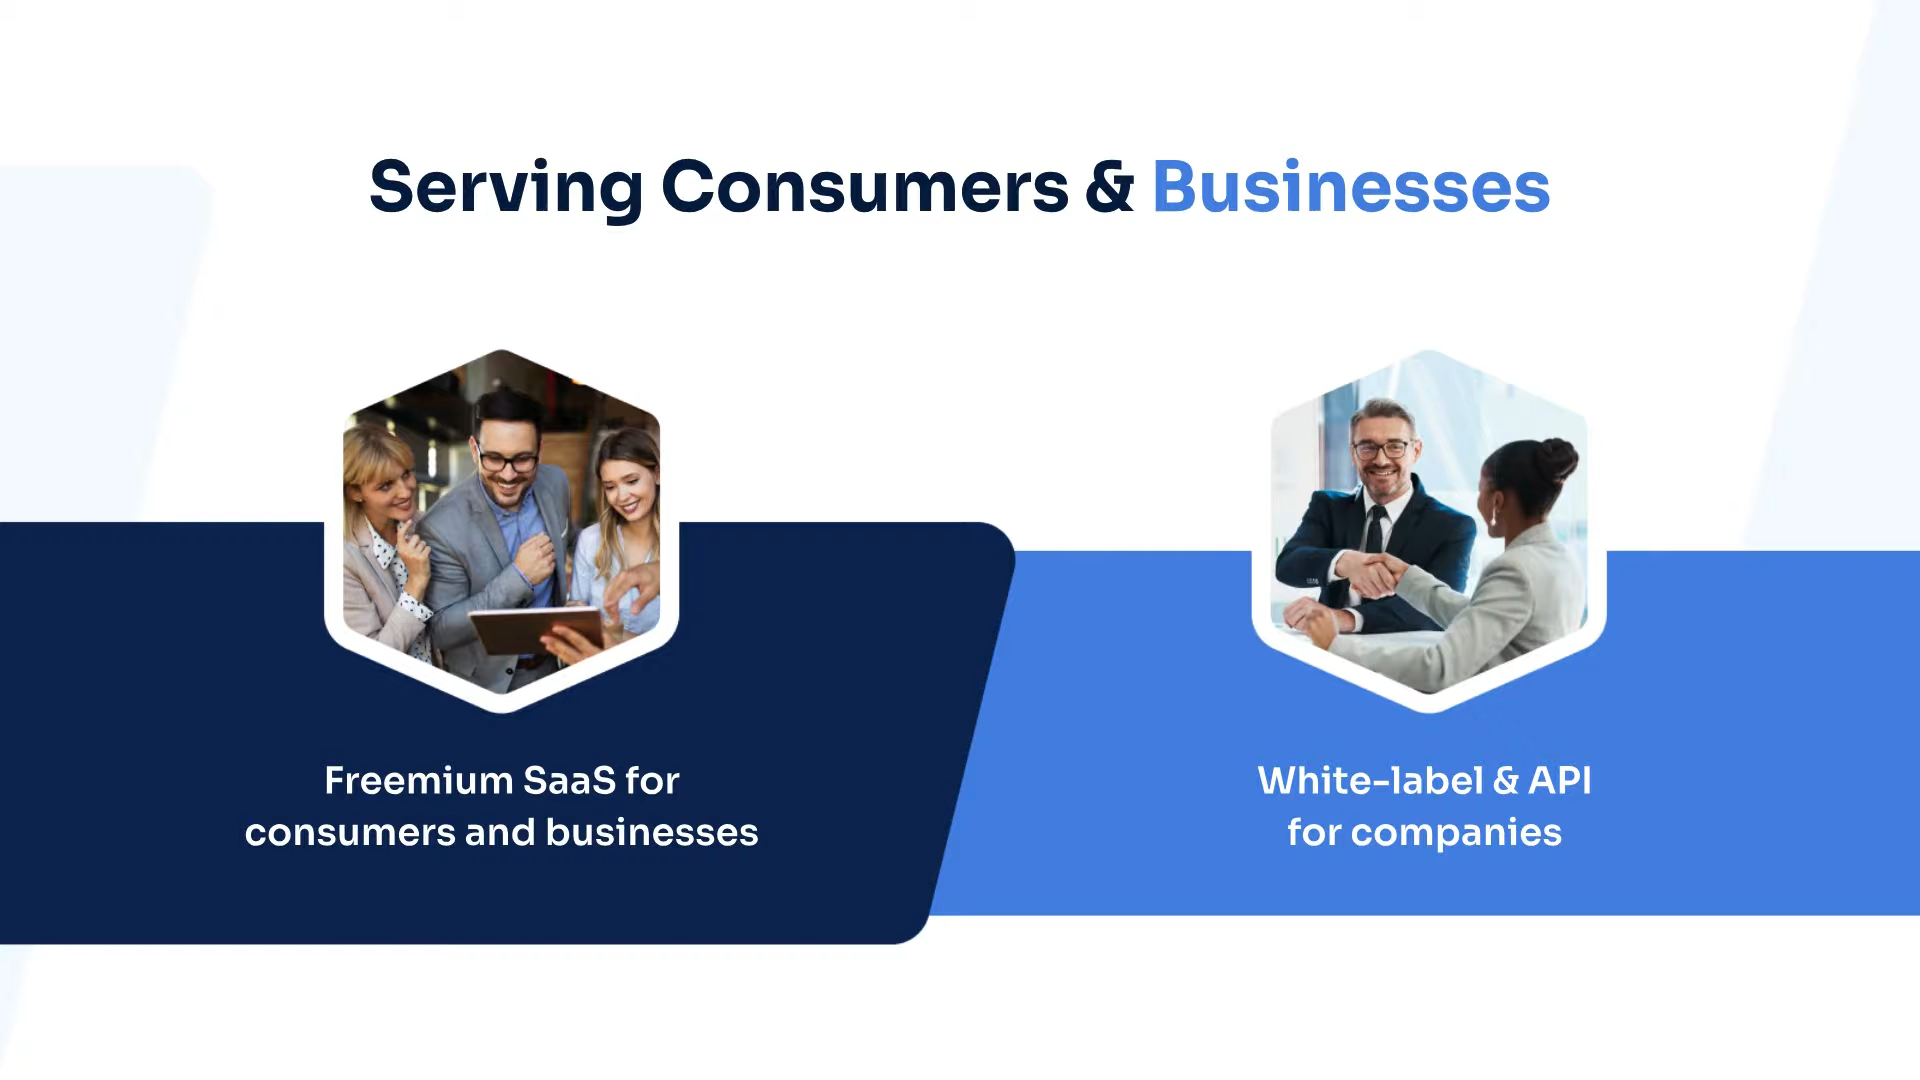 Serving Consumers & Businesses
Freemium SaaS for
consumers and businesses
White-label & API
for companies